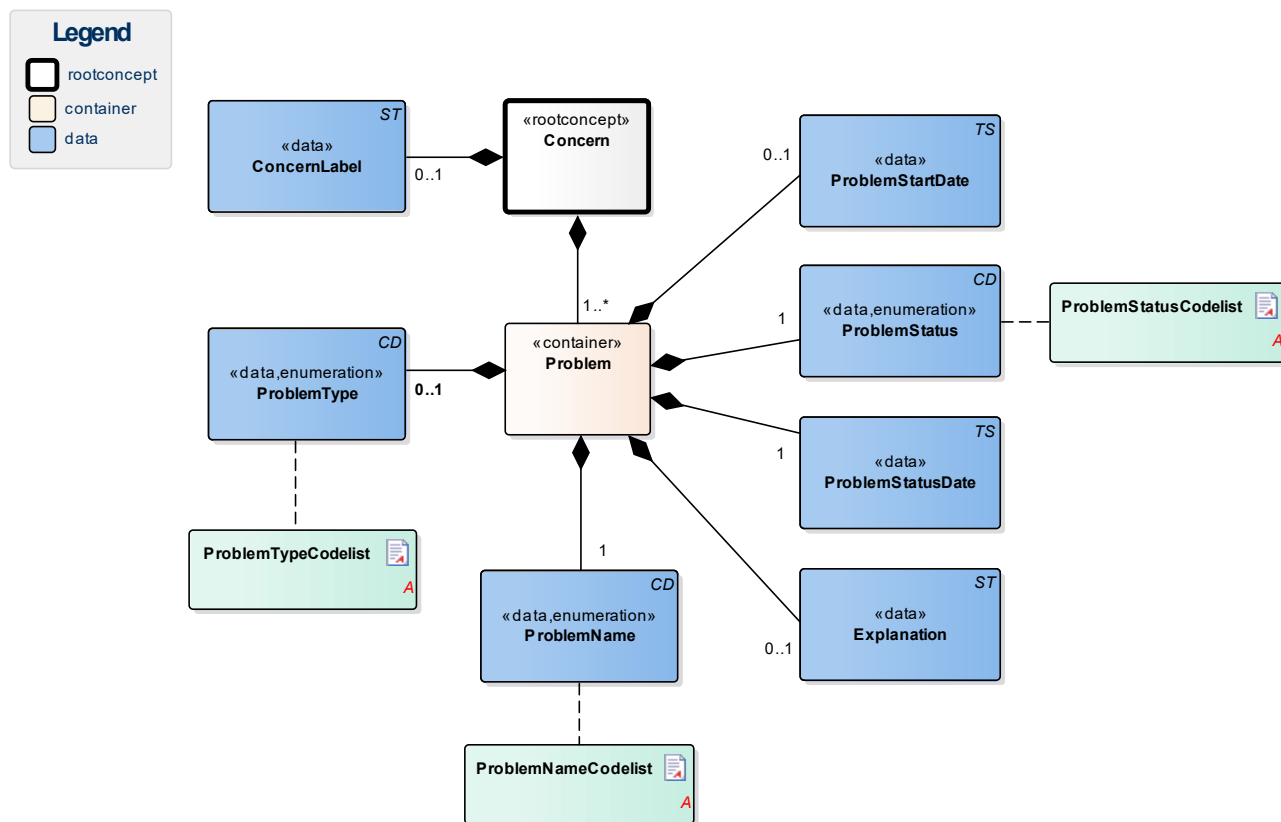 Legend
rootconcept
container
data
ST
«data»
ConcernLabel
0..1
«rootconcept»
Concern
1..*
TS
«data»
ProblemStartDate
0..1
CD
«data,enumeration»
ProblemStatus
1
ProblemStatusCodelist
A
CD
«data,enumeration»
ProblemType
0..1
«container»
Problem
TS
«data»
ProblemStatusDate
1
ProblemTypeCodelist
A
1
CD
«data,enumeration»
ProblemName
ST
«data»
Explanation
0..1
ProblemNameCodelist
A